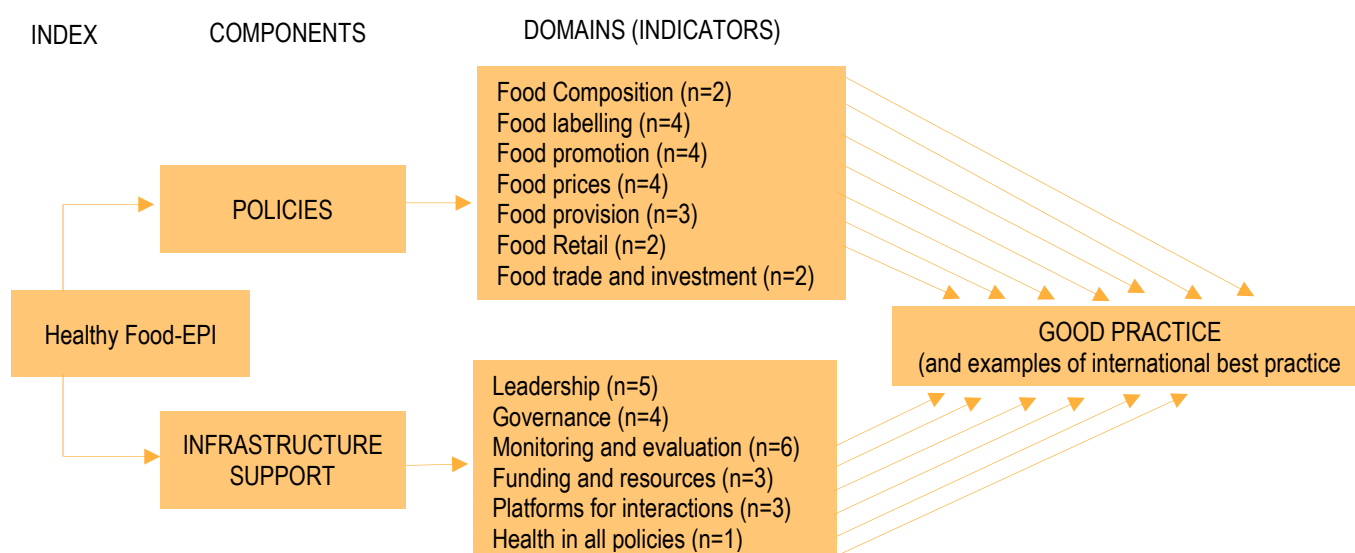 INDEX
COMPONENTS
DOMAINS (INDICATORS)
Food Composition (n=2)
Food labelling (n=4)
Food promotion (n=4)
Food prices (n=4)
Food provision (n=3)
Food Retail (n=2)
Food trade and investment (n=2)
POLICIES
Healthy Food-EPI
GOOD PRACTICE
(and examples of international best practice
INFRASTRUCTURE
SUPPORT
Leadership (n=5)
Governance (n=4)
Monitoring and evaluation (n=6)
Funding and resources (n=3)
Platforms for interactions (n=3)
Health in all policies (n=1)